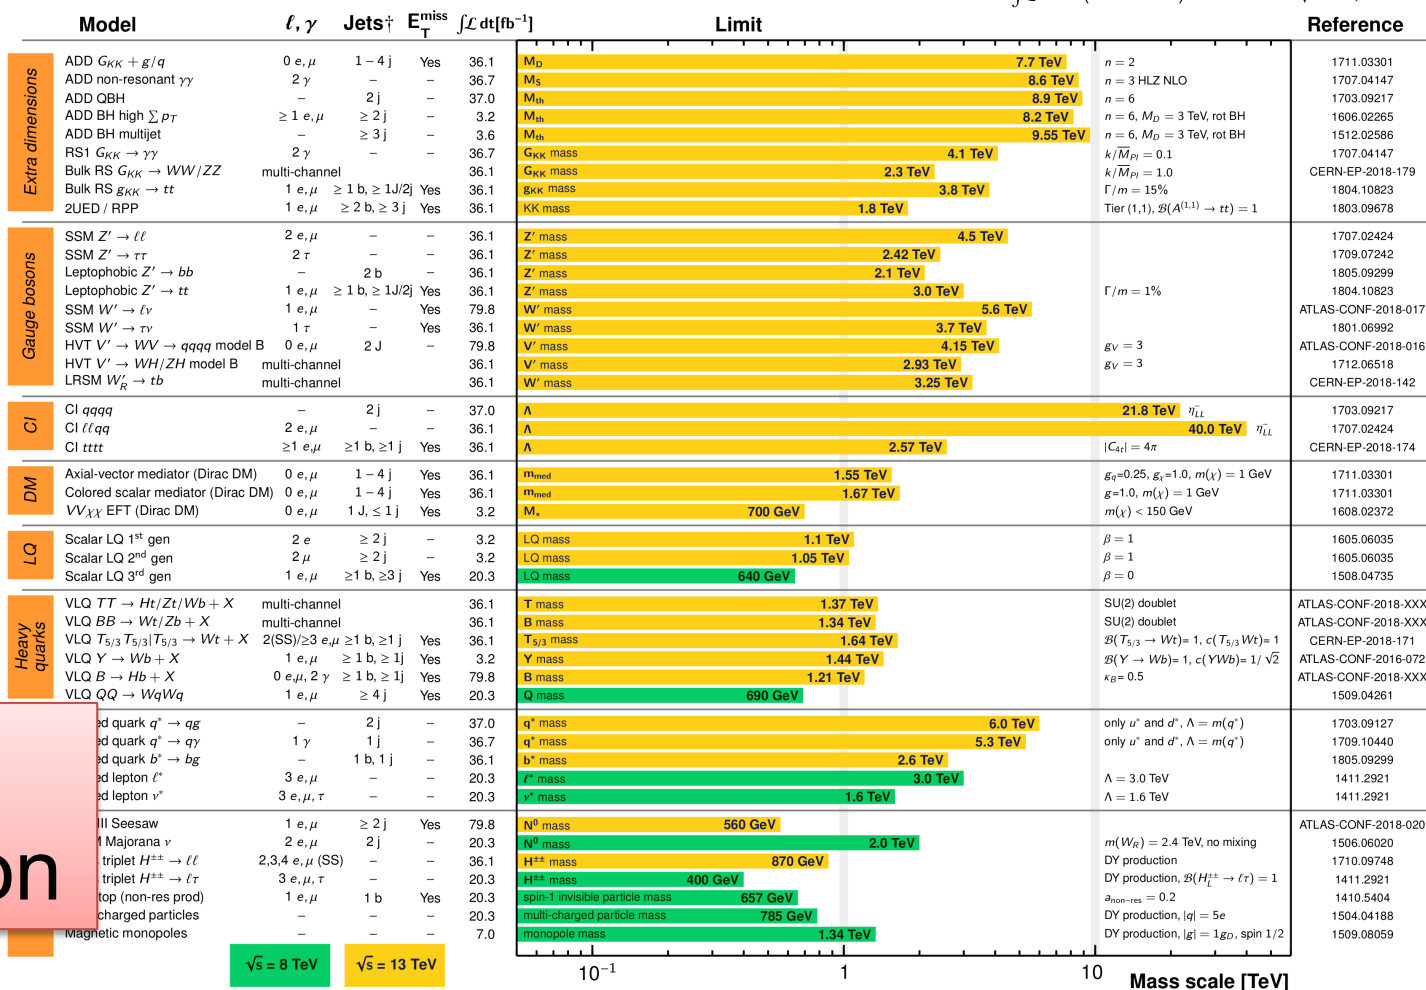 Model ℓ, γ Jets† E_T^miss ∫ℒ dt[fb⁻¹] Limit Reference
Extra dimensions
ADD G_KK + g/q 0 e, μ 1 − 4 j Yes 36.1 M_D 7.7 TeV n = 2 1711.03301
ADD non-resonant γγ 2 γ − − 36.7 M_S 8.6 TeV n = 3 HLZ NLO 1707.04147
ADD QBH − 2 j − 37.0 M_th 8.9 TeV n = 6 1703.09217
ADD BH high ∑ p_T ≥ 1 e, μ ≥ 2 j − 3.2 M_th 8.2 TeV n = 6, M_D = 3 TeV, rot BH 1606.02265
ADD BH multijet − ≥ 3 j − 3.6 M_th 9.55 TeV n = 6, M_D = 3 TeV, rot BH 1512.02586
RS1 G_KK → γγ 2 γ − − 36.7 G_KK mass 4.1 TeV k/M̅_Pl = 0.1 1707.04147
Bulk RS G_KK → WW/ZZ multi-channel 36.1 G_KK mass 2.3 TeV k/M̅_Pl = 1.0 CERN-EP-2018-179
Bulk RS g_KK → tt 1 e, μ ≥ 1 b, ≥ 1J/2j Yes 36.1 g_KK mass 3.8 TeV Γ/m = 15% 1804.10823
2UED / RPP 1 e, μ ≥ 2 b, ≥ 3 j Yes 36.1 KK mass 1.8 TeV Tier (1,1), ℬ(A^(1,1) → tt) = 1 1803.09678
Gauge bosons
SSM Z′ → ℓℓ 2 e, μ − − 36.1 Z′ mass 4.5 TeV 1707.02424
SSM Z′ → ττ 2 τ − − 36.1 Z′ mass 2.42 TeV 1709.07242
Leptophobic Z′ → bb − 2 b − 36.1 Z′ mass 2.1 TeV 1805.09299
Leptophobic Z′ → tt 1 e, μ ≥ 1 b, ≥ 1J/2j Yes 36.1 Z′ mass 3.0 TeV Γ/m = 1% 1804.10823
SSM W′ → ℓν 1 e, μ − Yes 79.8 W′ mass 5.6 TeV ATLAS-CONF-2018-017
SSM W′ → τν 1 τ − Yes 36.1 W′ mass 3.7 TeV 1801.06992
HVT V′ → WV → qqqq model B 0 e, μ 2 J − 79.8 V′ mass 4.15 TeV g_V = 3 ATLAS-CONF-2018-016
HVT V′ → WH/ZH model B multi-channel 36.1 V′ mass 2.93 TeV g_V = 3 1712.06518
LRSM W′_R → tb multi-channel 36.1 W′ mass 3.25 TeV CERN-EP-2018-142
CI
CI qqqq − 2 j − 37.0 Λ 21.8 TeV η⁻_LL 1703.09217
CI ℓℓqq 2 e, μ − − 36.1 Λ 40.0 TeV η⁻_LL 1707.02424
CI tttt ≥1 e,μ ≥1 b, ≥1 j Yes 36.1 Λ 2.57 TeV |C_4t| = 4π CERN-EP-2018-174
DM
Axial-vector mediator (Dirac DM) 0 e, μ 1 − 4 j Yes 36.1 m_med 1.55 TeV g_q=0.25, g_χ=1.0, m(χ) = 1 GeV 1711.03301
Colored scalar mediator (Dirac DM) 0 e, μ 1 − 4 j Yes 36.1 m_med 1.67 TeV g=1.0, m(χ) = 1 GeV 1711.03301
VVχχ EFT (Dirac DM) 0 e, μ 1 J, ≤ 1 j Yes 3.2 M_* 700 GeV m(χ) < 150 GeV 1608.02372
LQ
Scalar LQ 1st gen 2 e ≥ 2 j − 3.2 LQ mass 1.1 TeV β = 1 1605.06035
Scalar LQ 2nd gen 2 μ ≥ 2 j − 3.2 LQ mass 1.05 TeV β = 1 1605.06035
Scalar LQ 3rd gen 1 e, μ ≥1 b, ≥3 j Yes 20.3 LQ mass 640 GeV β = 0 1508.04735
Heavy quarks
VLQ TT → Ht/Zt/Wb + X multi-channel 36.1 T mass 1.37 TeV SU(2) doublet ATLAS-CONF-2018-XXX
VLQ BB → Wt/Zb + X multi-channel 36.1 B mass 1.34 TeV SU(2) doublet ATLAS-CONF-2018-XXX
VLQ T_5/3 T_5/3|T_5/3 → Wt + X 2(SS)/≥3 e,μ ≥1 b, ≥1 j Yes 36.1 T_5/3 mass 1.64 TeV ℬ(T_5/3 → Wt)= 1, c(T_5/3 Wt)= 1 CERN-EP-2018-171
VLQ Y → Wb + X 1 e, μ ≥ 1 b, ≥ 1j Yes 3.2 Y mass 1.44 TeV ℬ(Y → Wb)= 1, c(YWb)= 1/√2 ATLAS-CONF-2016-072
VLQ B → Hb + X 0 e,μ, 2 γ ≥ 1 b, ≥ 1j Yes 79.8 B mass 1.21 TeV κ_B= 0.5 ATLAS-CONF-2018-XXX
VLQ QQ → WqWq 1 e, μ ≥ 4 j Yes 20.3 Q mass 690 GeV 1509.04261
ed quark q* → qg − 2 j − 37.0 q* mass 6.0 TeV only u* and d*, Λ = m(q*) 1703.09127
ed quark q* → qγ 1 γ 1 j − 36.7 q* mass 5.3 TeV only u* and d*, Λ = m(q*) 1709.10440
ed quark b* → bg − 1 b, 1 j − 36.1 b* mass 2.6 TeV 1805.09299
ed lepton ℓ* 3 e, μ − − 20.3 ℓ* mass 3.0 TeV Λ = 3.0 TeV 1411.2921
ed lepton ν* 3 e, μ, τ − − 20.3 ν* mass 1.6 TeV Λ = 1.6 TeV 1411.2921
III Seesaw 1 e, μ ≥ 2 j Yes 79.8 N⁰ mass 560 GeV ATLAS-CONF-2018-020
M Majorana ν 2 e, μ 2 j − 20.3 N⁰ mass 2.0 TeV m(W_R) = 2.4 TeV, no mixing 1506.06020
triplet H^±± → ℓℓ 2,3,4 e, μ (SS) − − 36.1 H^±± mass 870 GeV DY production 1710.09748
triplet H^±± → ℓτ 3 e, μ, τ − − 20.3 H^±± mass 400 GeV DY production, ℬ(H_L^±± → ℓτ) = 1 1411.2921
top (non-res prod) 1 e, μ 1 b Yes 20.3 spin-1 invisible particle mass 657 GeV a_non-res = 0.2 1410.5404
charged particles − − − 20.3 multi-charged particle mass 785 GeV DY production, |q| = 5e 1504.04188
Magnetic monopoles − − − 7.0 monopole mass 1.34 TeV DY production, |g| = 1g_D, spin 1/2 1509.08059
on
√s = 8 TeV √s = 13 TeV
10⁻¹ 1 10
Mass scale [TeV]